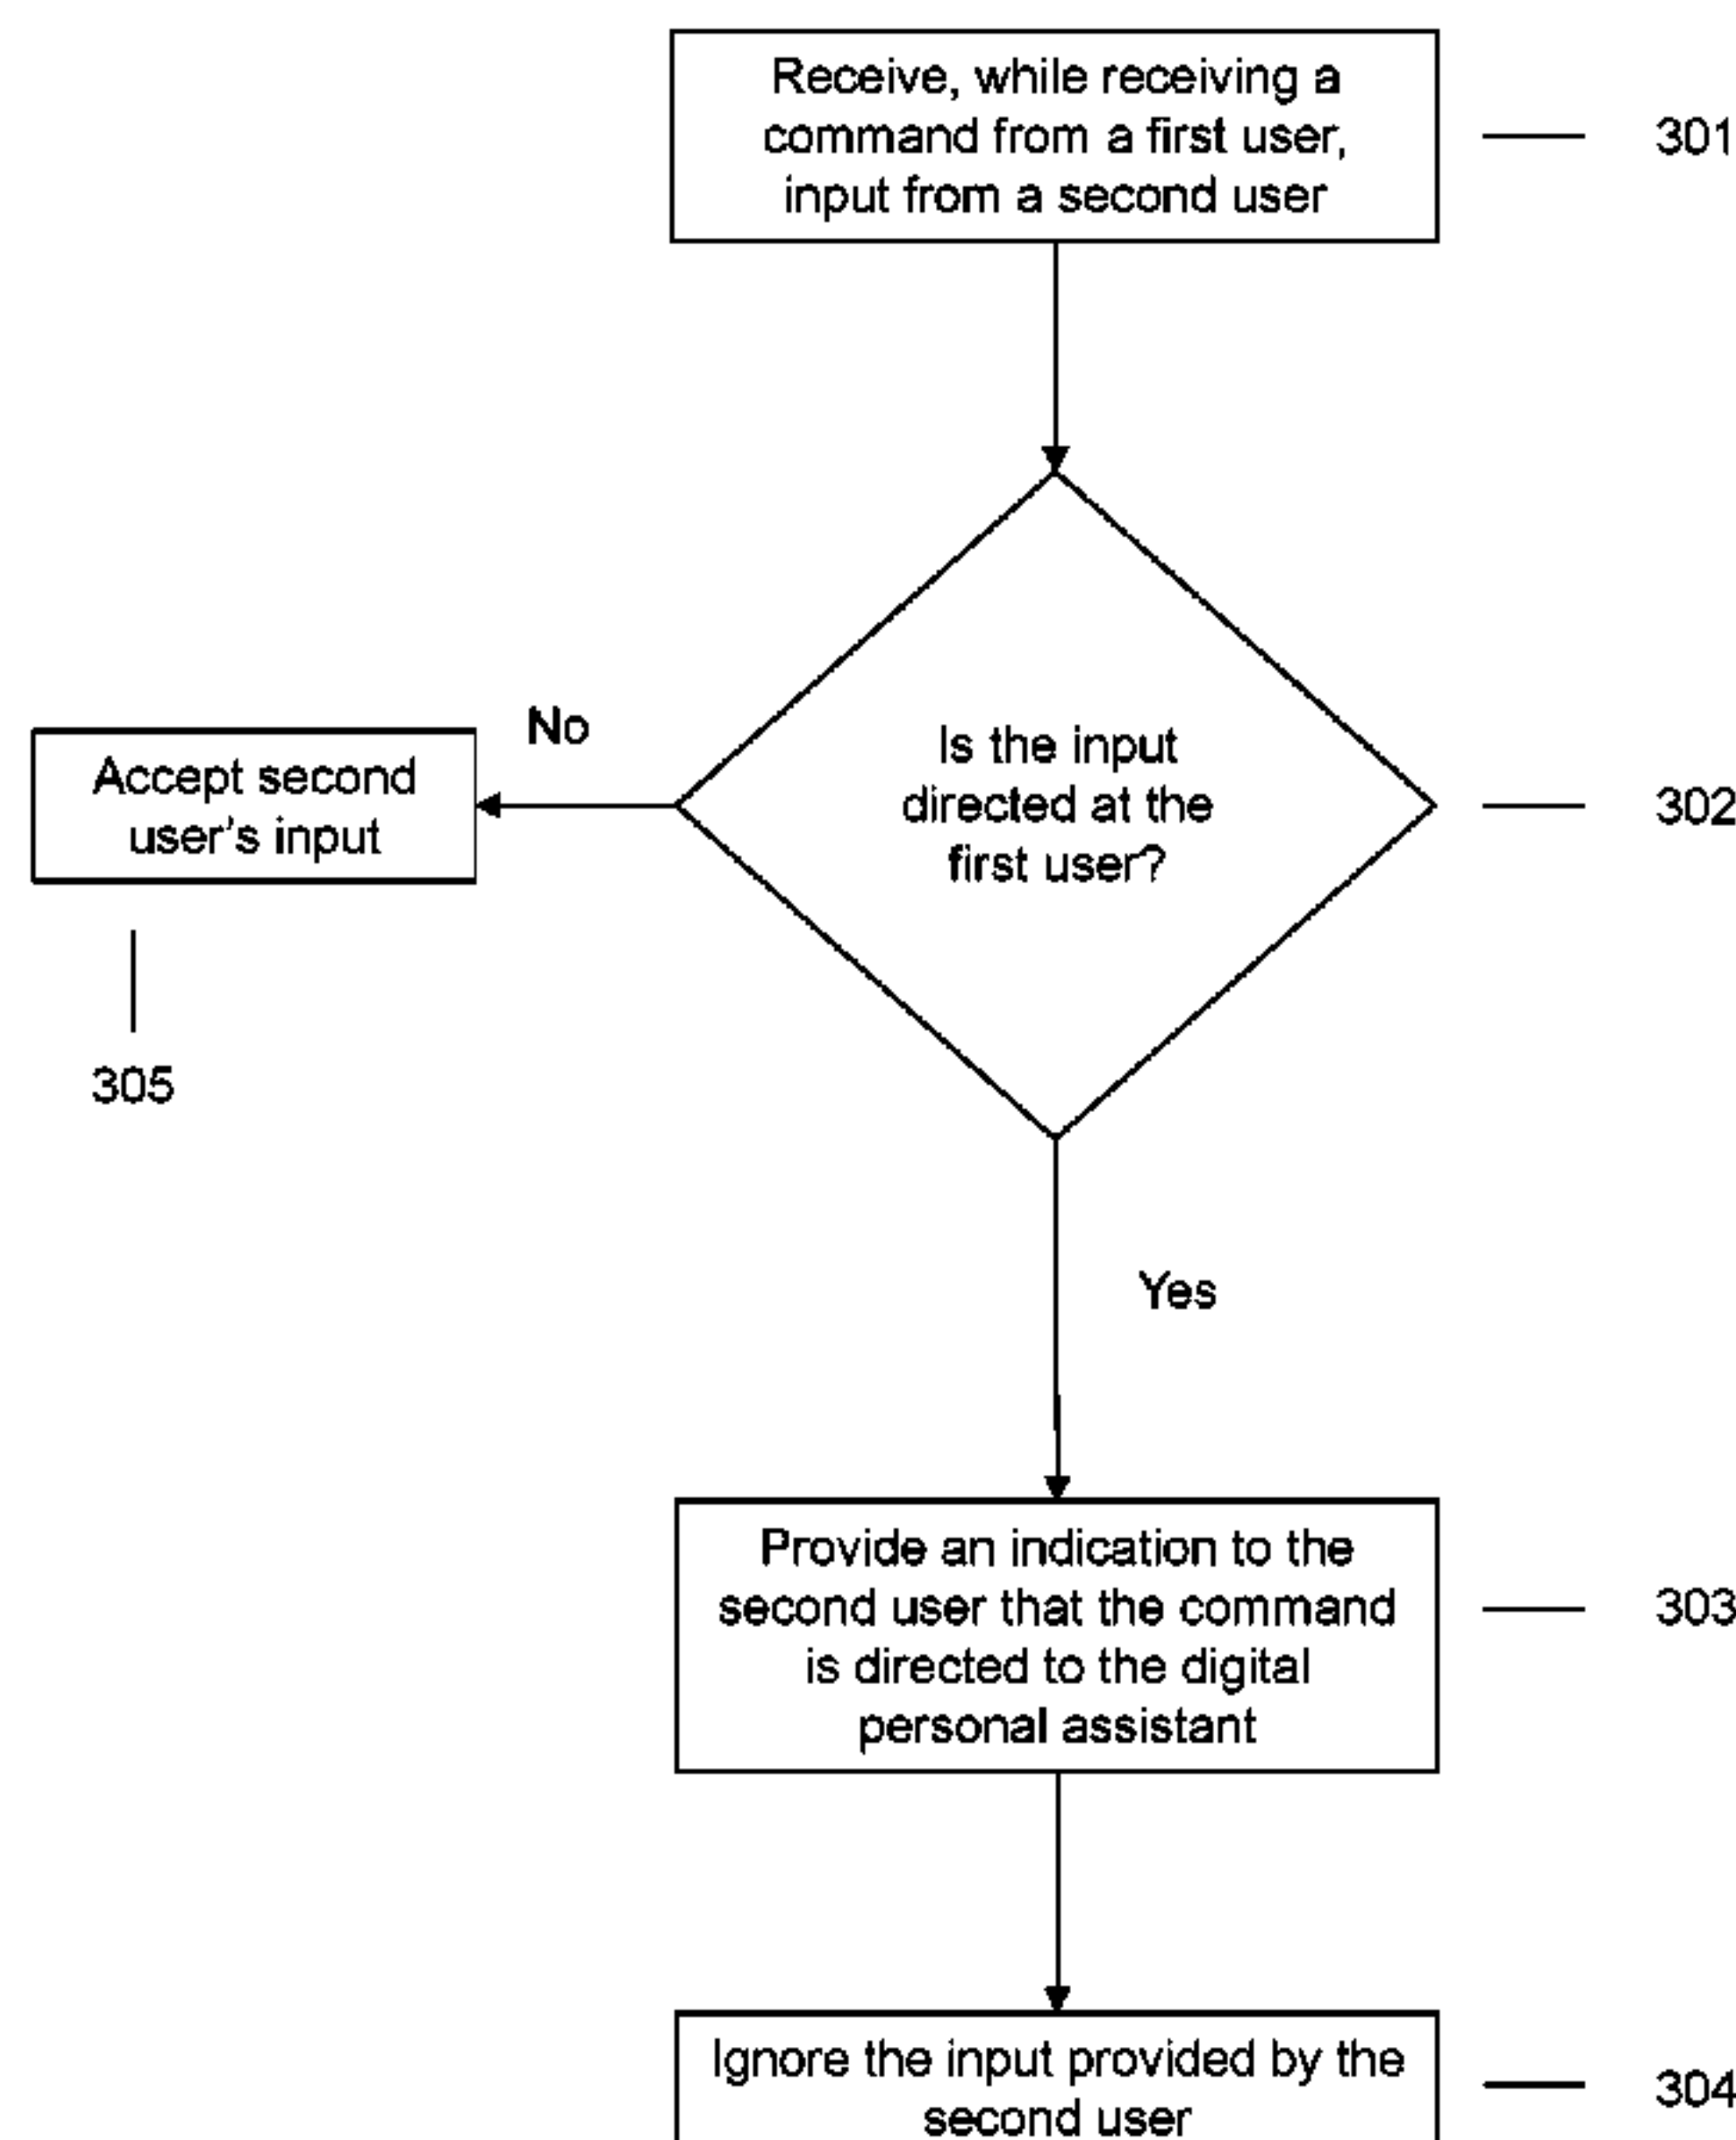 Receive, while receiving a
command from a first user,
input from a second user
301
Is the input
directed at the
first user?
302
No
Accept second
user's input
305
Yes
Provide an indication to the
second user that the command
is directed to the digital
personal assistant
303
Ignore the input provided by the
second user
304